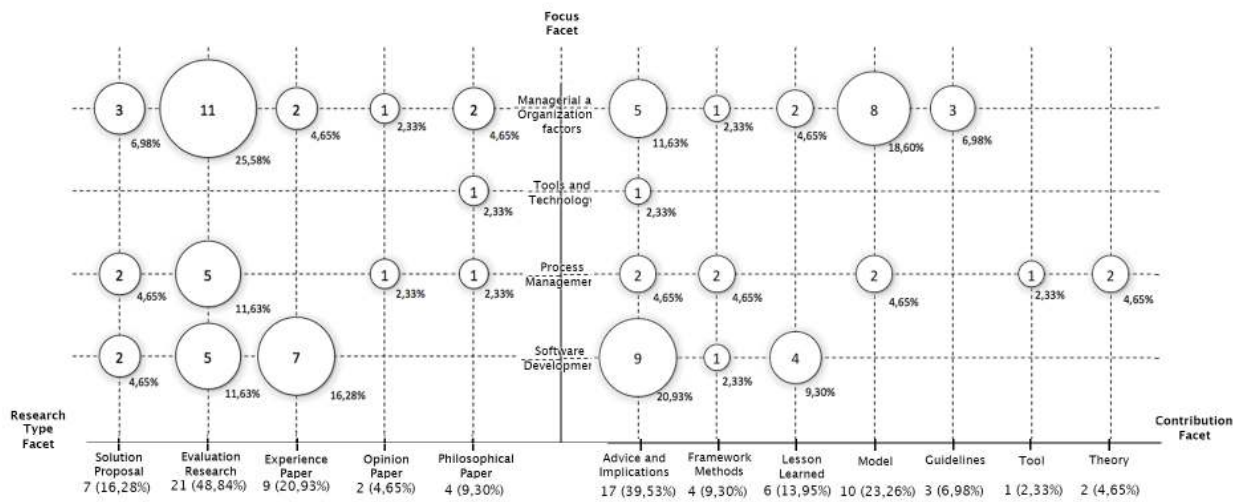 Focus
Facet
3
11
2
1
2
Managerial a
Organization
factors
5
1
2
8
3
6,98%
25,58%
4,65%
2,33%
4,65%
11,63%
2,33%
4,65%
18,60%
6,98%
1
Tools and
Technology
1
2,33%
2,33%
2
5
1
1
Process
Managemen
2
2
2
1
2
4,65%
11,63%
2,33%
2,33%
4,65%
4,65%
4,65%
2,33%
4,65%
2
5
7
Software
Developme
9
1
4
4,65%
11,63%
16,28%
20,93%
2,33%
9,30%
Research
Type
Facet
Contribution
Facet
Solution
Proposal
7 (16,28%)
Evaluation
Research
21 (48,84%)
Experience
Paper
9 (20,93%)
Opinion
Paper
2 (4,65%)
Philosophical
Paper
4 (9,30%)
Advice and
Implications
17 (39,53%)
Framework
Methods
4 (9,30%)
Lesson
Learned
6 (13,95%)
Model
10 (23,26%)
Guidelines
3 (6,98%)
Tool
1 (2,33%)
Theory
2 (4,65%)